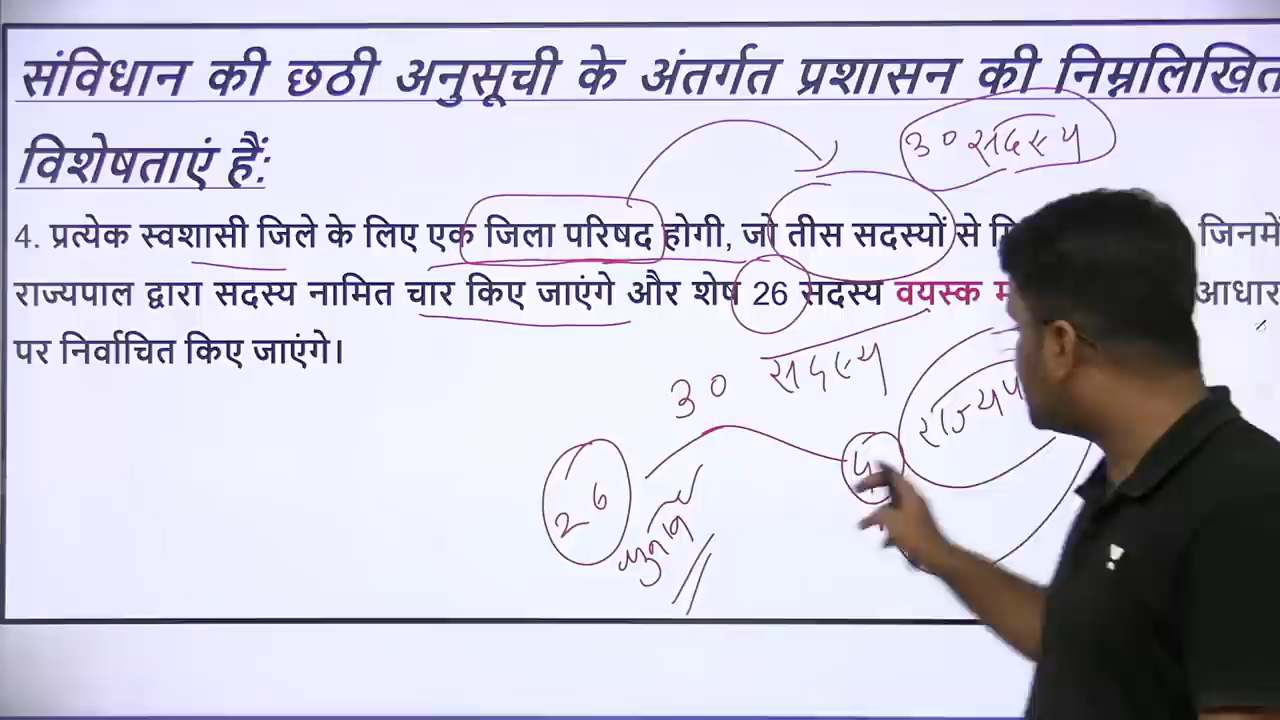 संविधान की छठी अनुसूची के अंतर्गत प्रशासन की निम्नलिखित
विशेषताएं हैं:
30 सदस्य
4. प्रत्येक स्वशासी जिले के लिए एक जिला परिषद होगी, जो तीस सदस्यों से जिनमें
राज्यपाल द्वारा सदस्य नामित चार किए जाएंगे और शेष 26 सदस्य वयस्क आधार
पर निर्वाचित किए जाएंगे।
30 सदस्य
26 4
चुनाव